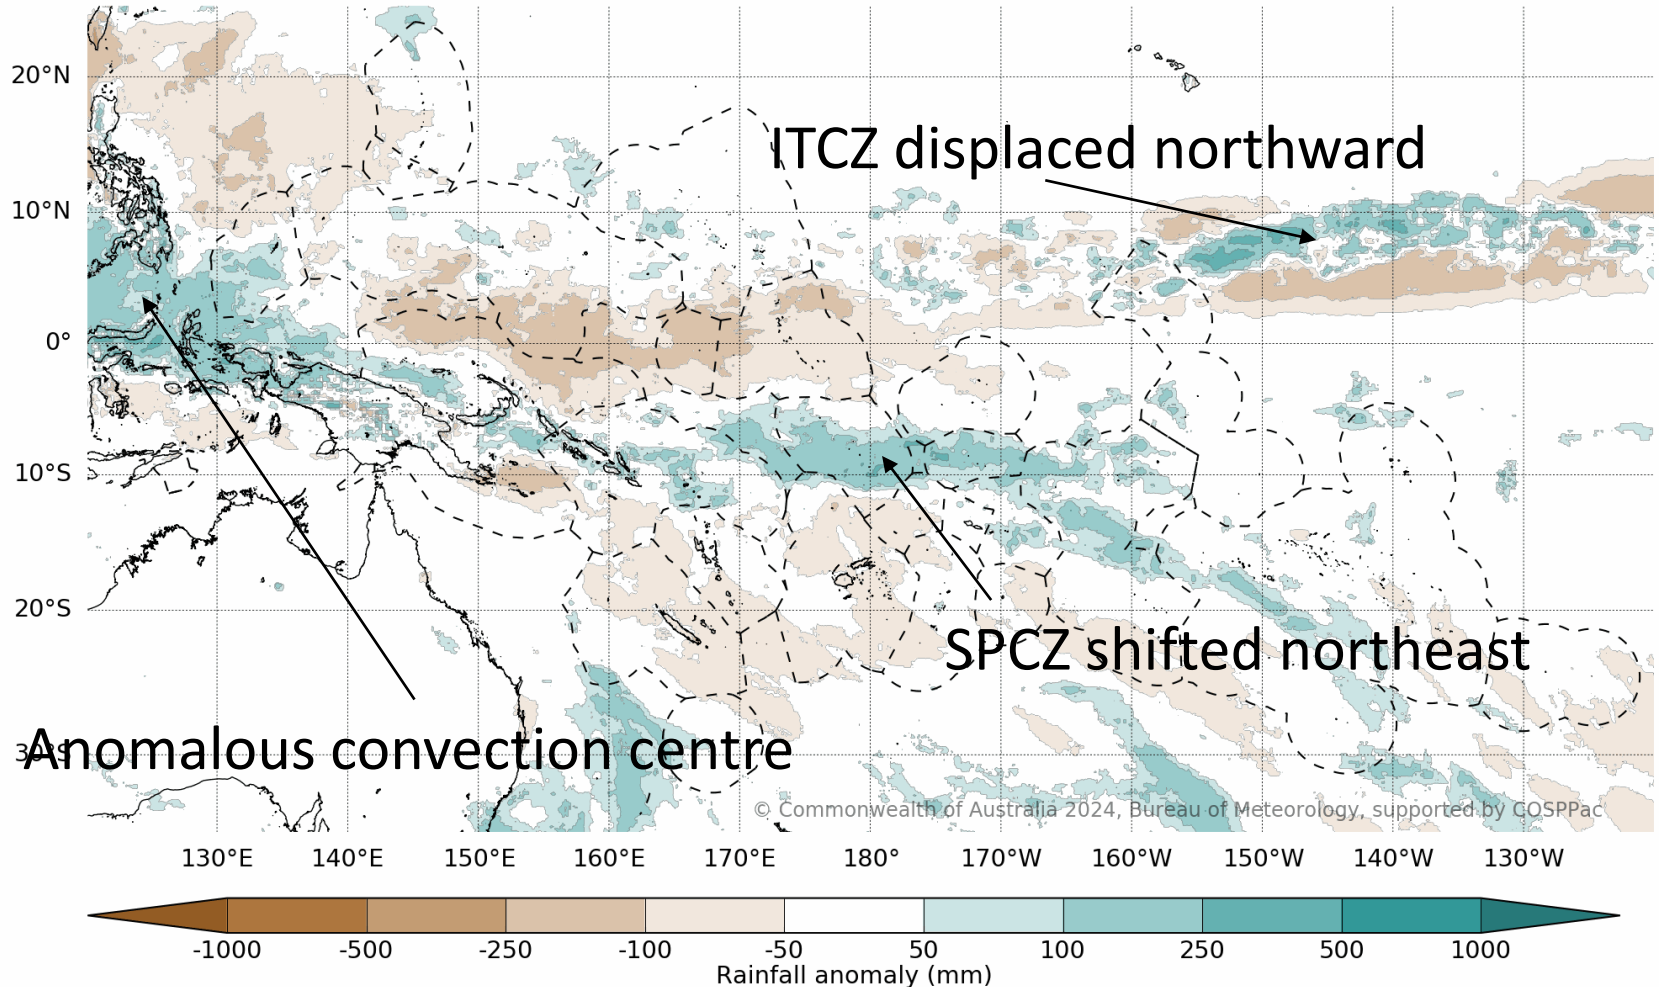 20°N
ITCZ displaced northward
10°N
0°
10°S
20°S
SPCZ shifted northeast
Anomalous convection centre
30°S
© Commonwealth of Australia 2024, Bureau of Meteorology, supported by COSPPac
130°E 140°E 150°E 160°E 170°E 180° 170°W 160°W 150°W 140°W 130°W
-1000 -500 -250 -100 -50 50 100 250 500 1000
Rainfall anomaly (mm)